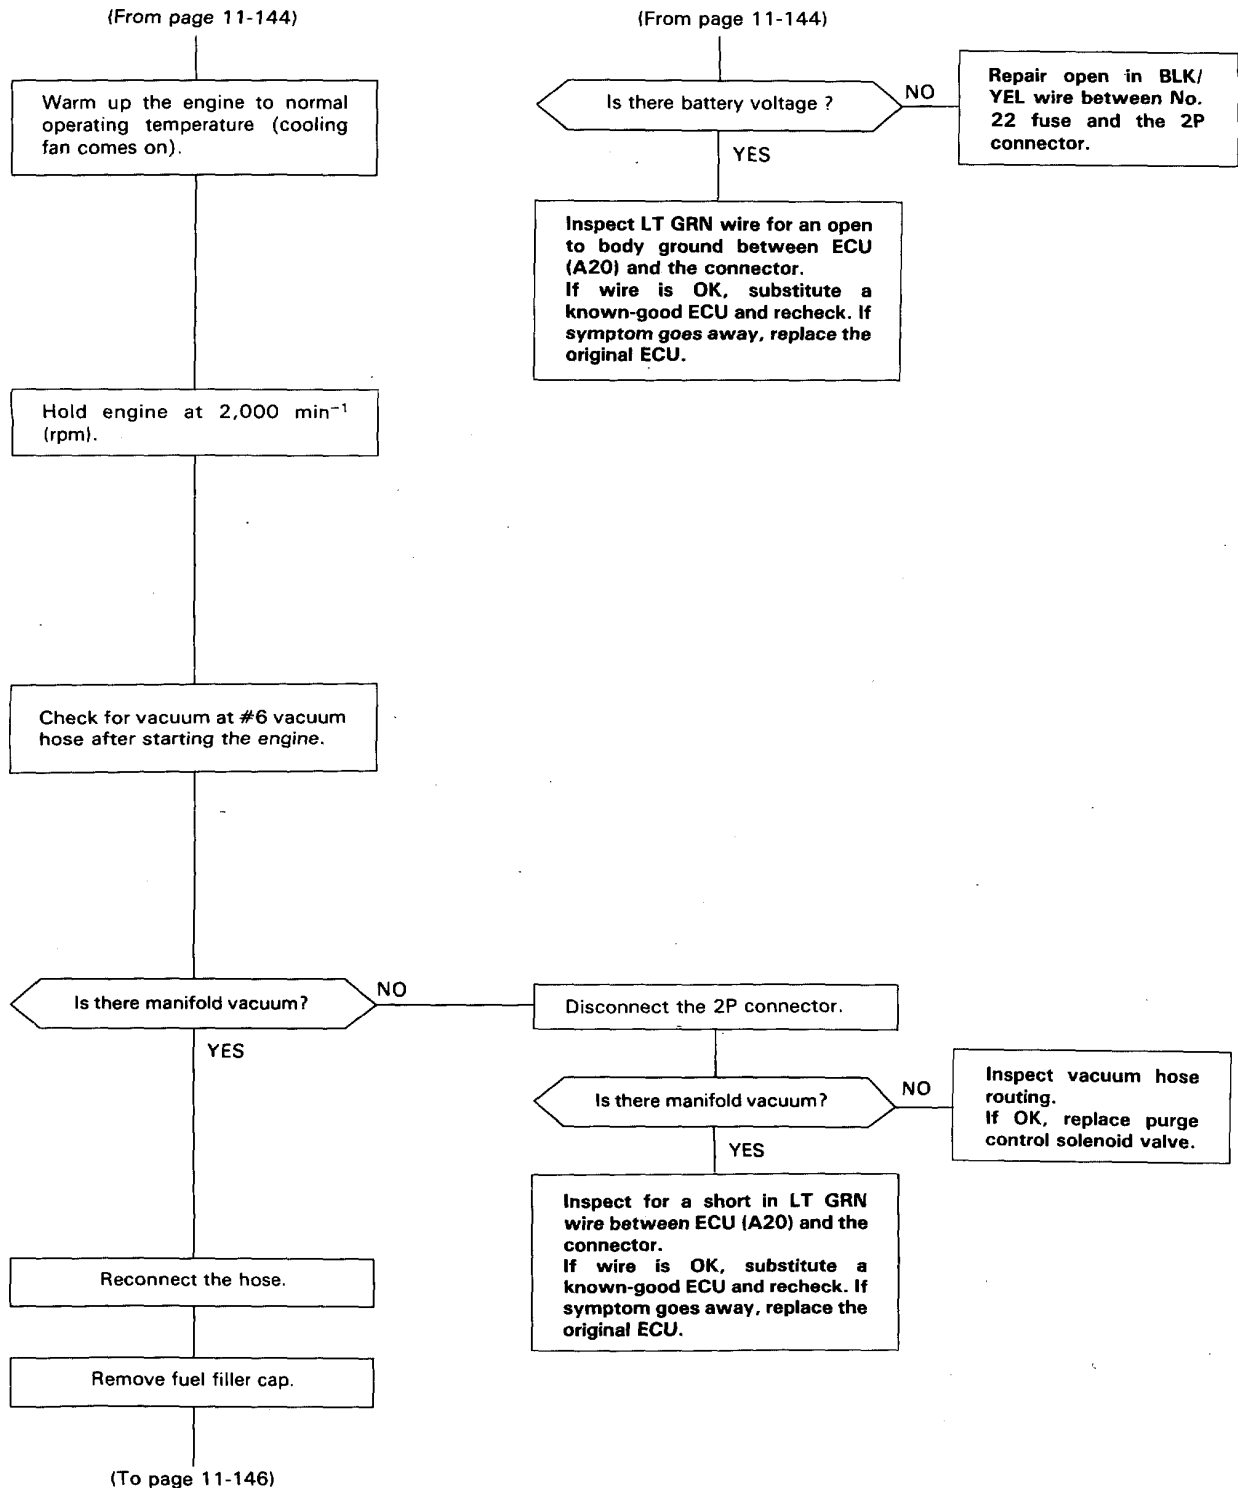 (From page 11-144)
Warm up the engine to normal
operating temperature (cooling
fan comes on).
Hold engine at 2,000 min⁻¹
(rpm).
Check for vacuum at #6 vacuum
hose after starting the engine.
Is there manifold vacuum?
NO
YES
Reconnect the hose.
Remove fuel filler cap.
(To page 11-146)
(From page 11-144)
Is there battery voltage ?
NO
Repair open in BLK/
YEL wire between No.
22 fuse and the 2P
connector.
YES
Inspect LT GRN wire for an open
to body ground between ECU
(A20) and the connector.
If wire is OK, substitute a
known-good ECU and recheck. If
symptom goes away, replace the
original ECU.
Disconnect the 2P connector.
Is there manifold vacuum?
NO
Inspect vacuum hose
routing.
If OK, replace purge
control solenoid valve.
YES
Inspect for a short in LT GRN
wire between ECU (A20) and the
connector.
If wire is OK, substitute a
known-good ECU and recheck. If
symptom goes away, replace the
original ECU.